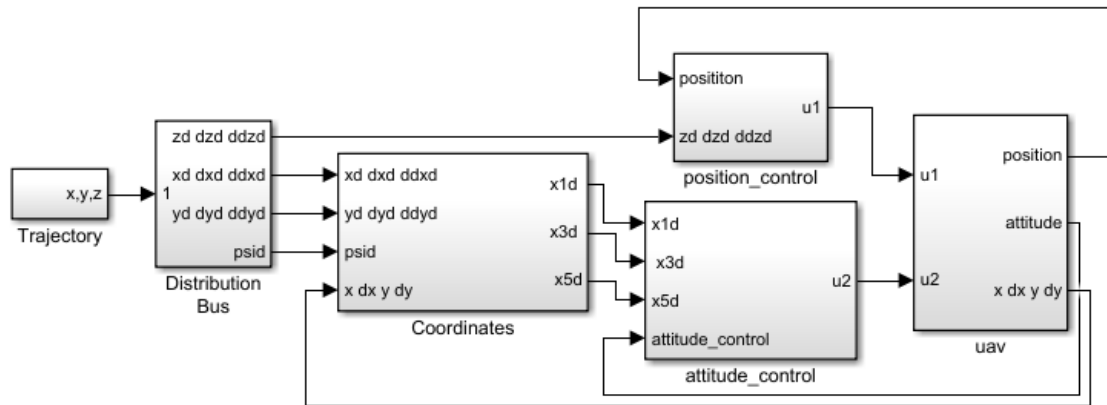 x,y,z
Trajectory
zd dzd ddzd
xd dxd ddxd
1
yd dyd ddyd
psid
Distribution
Bus
xd dxd ddxd
yd dyd ddyd
psid
x dx y dy
x1d
x3d
x5d
Coordinates
posititon
zd dzd ddzd
u1
position_control
x1d
x3d
x5d
attitude_control
u2
attitude_control
u1
u2
position
attitude
x dx y dy
uav